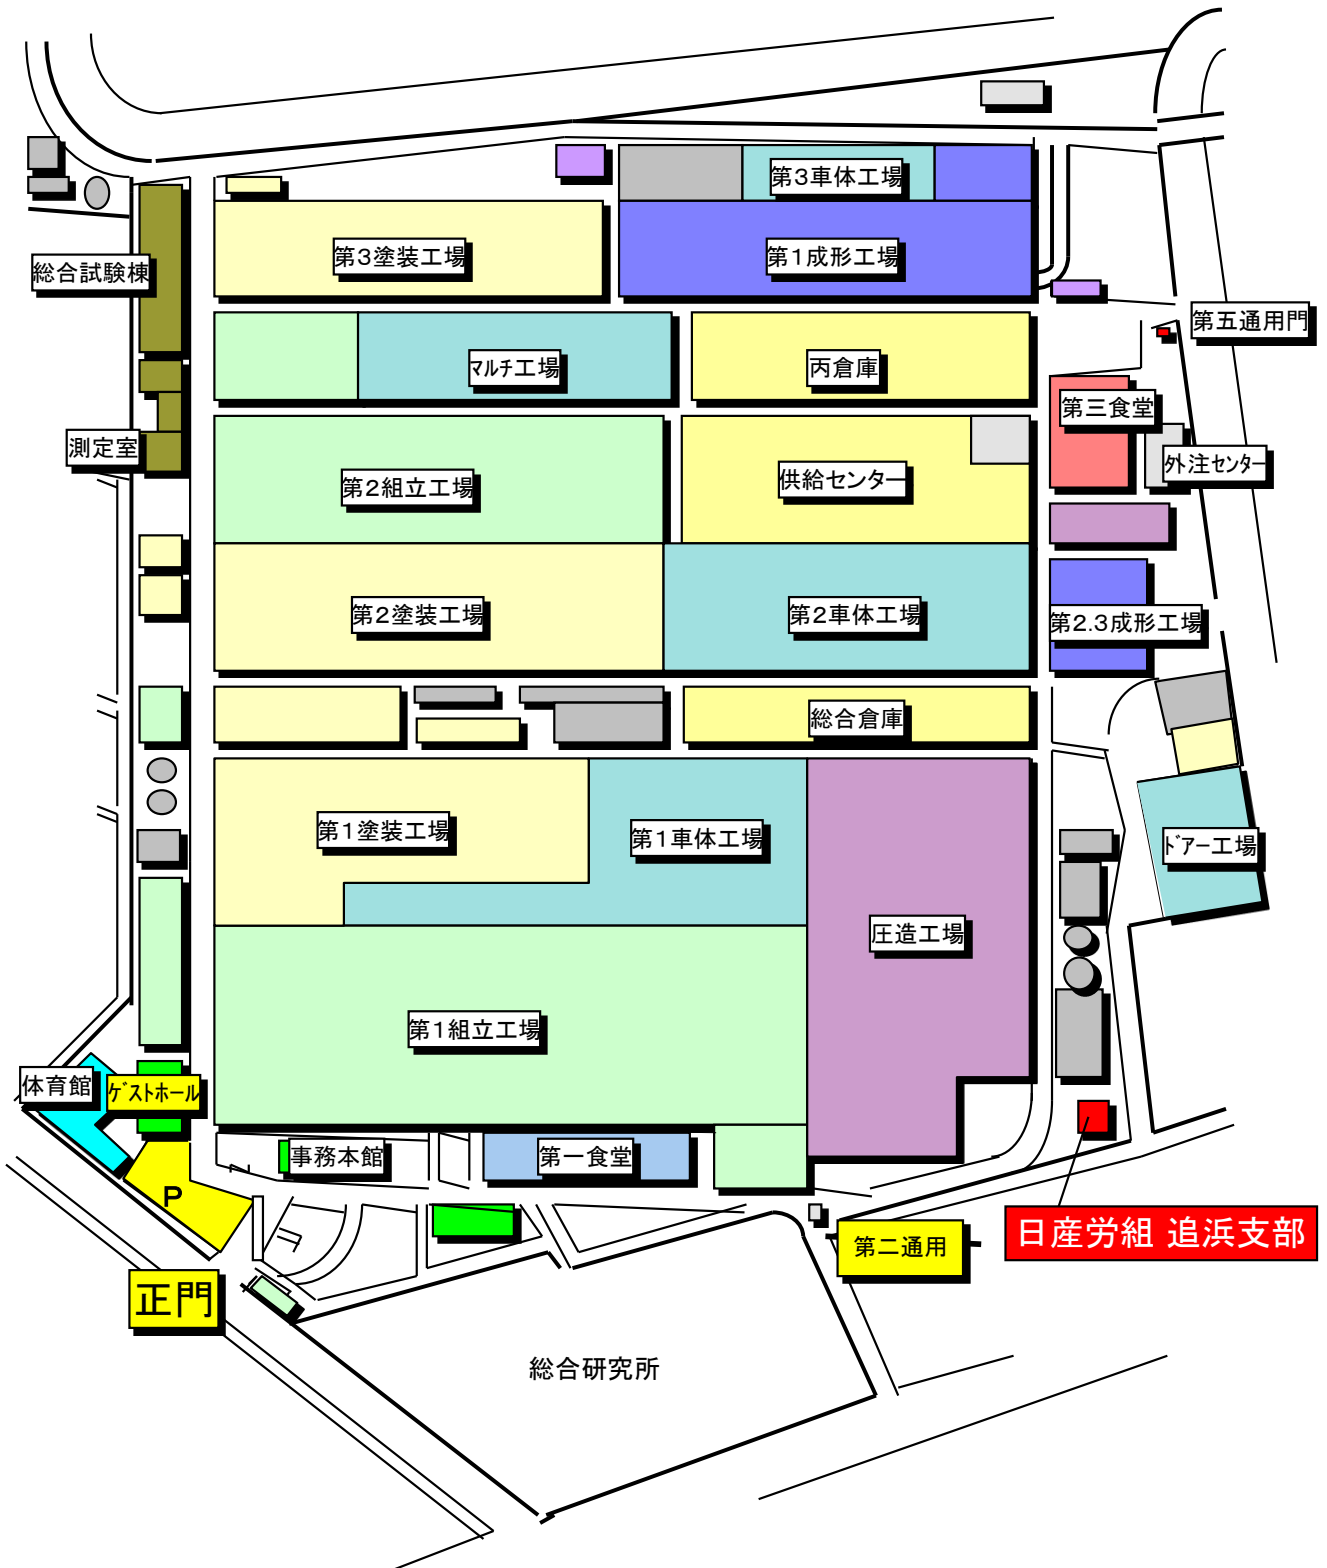 第3車体工場
第3塗装工場
第1成形工場
総合試験棟
第五通用門
ﾏﾙﾁ工場
丙倉庫
第三食堂
測定室
外注ｾﾝﾀｰ
第2組立工場
供給センター
第2塗装工場
第2車体工場
第2.3成形工場
総合倉庫
第1塗装工場
第1車体工場
ﾄﾞｱｰ工場
圧造工場
第1組立工場
体育館
ｹﾞｽﾄﾎｰﾙ
事務本館
第一食堂
P
日産労組 追浜支部
第二通用
正門
総合研究所